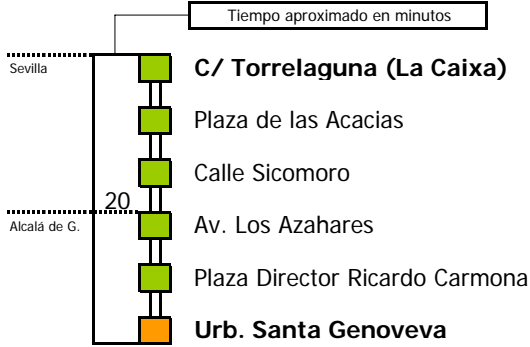 Tiempo aproximado en minutos
Sevilla
C/ Torrelaguna (La Caixa)
Plaza de las Acacias
Calle Sicomoro
20
Alcalá de G.
Av. Los Azahares
Plaza Director Ricardo Carmona
Urb. Santa Genoveva